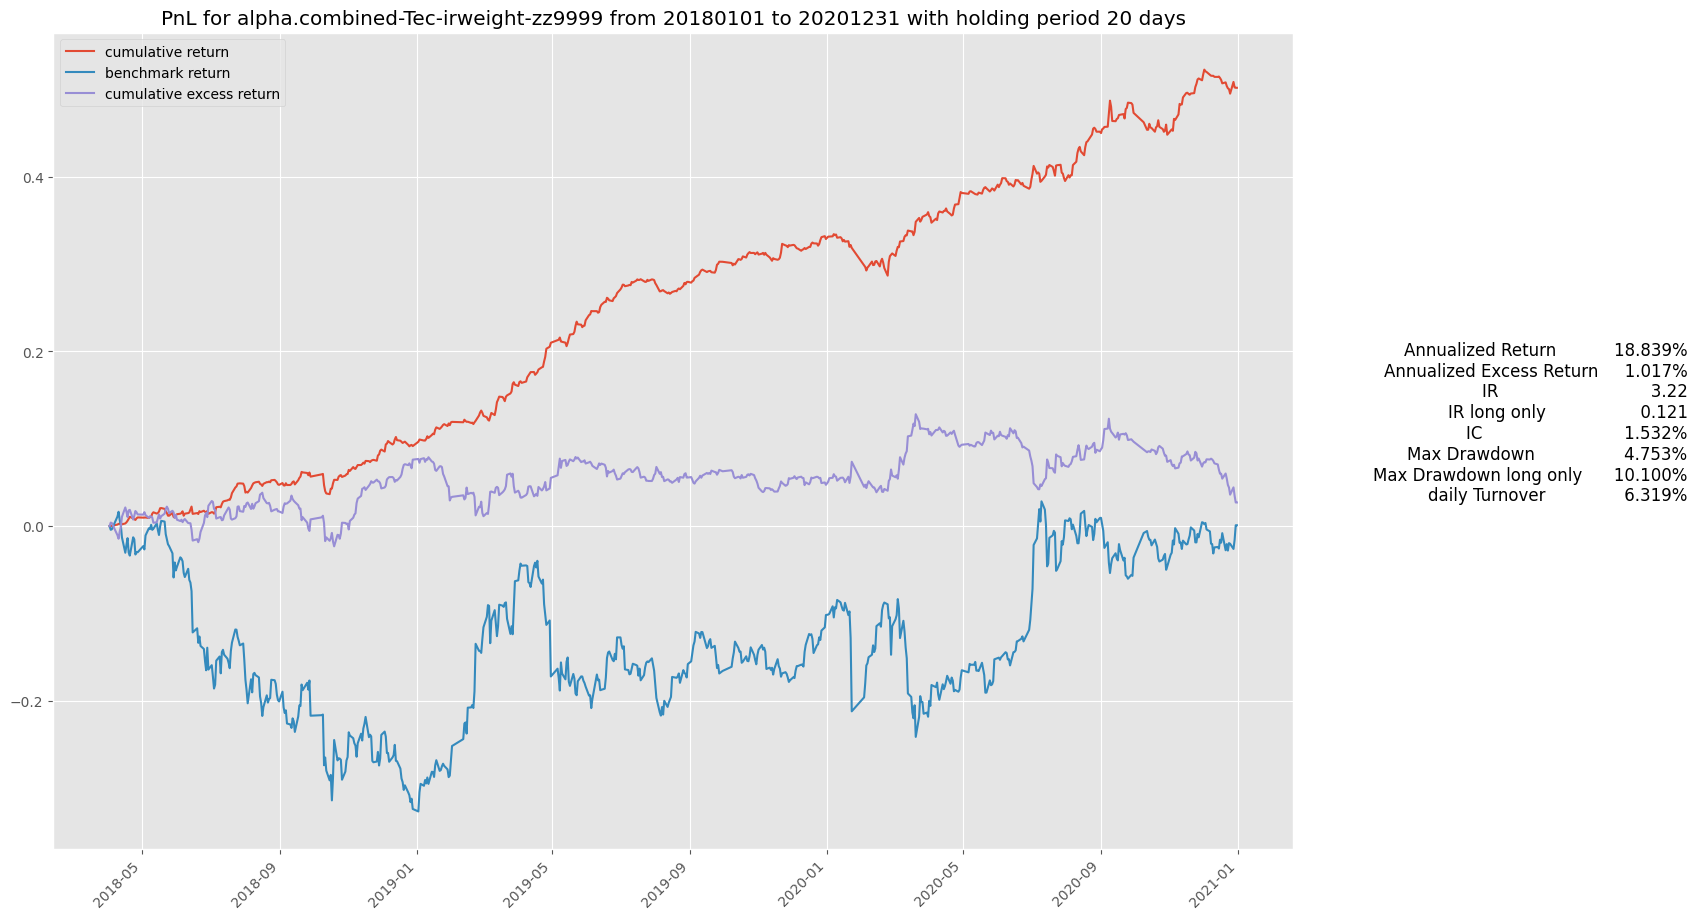 PnL for alpha.combined-Tec-irweight-zz9999 from 20180101 to 20201231 with holding period 20 days
cumulative return
benchmark return
cumulative excess return
0.4
0.2
0.0
−0.2
2018-05
2018-09
2019-01
2019-05
2019-09
2020-01
2020-05
2020-09
2021-01
Annualized Return 18.839%
Annualized Excess Return 1.017%
IR 3.22
IR long only 0.121
IC 1.532%
Max Drawdown 4.753%
Max Drawdown long only 10.100%
daily Turnover 6.319%